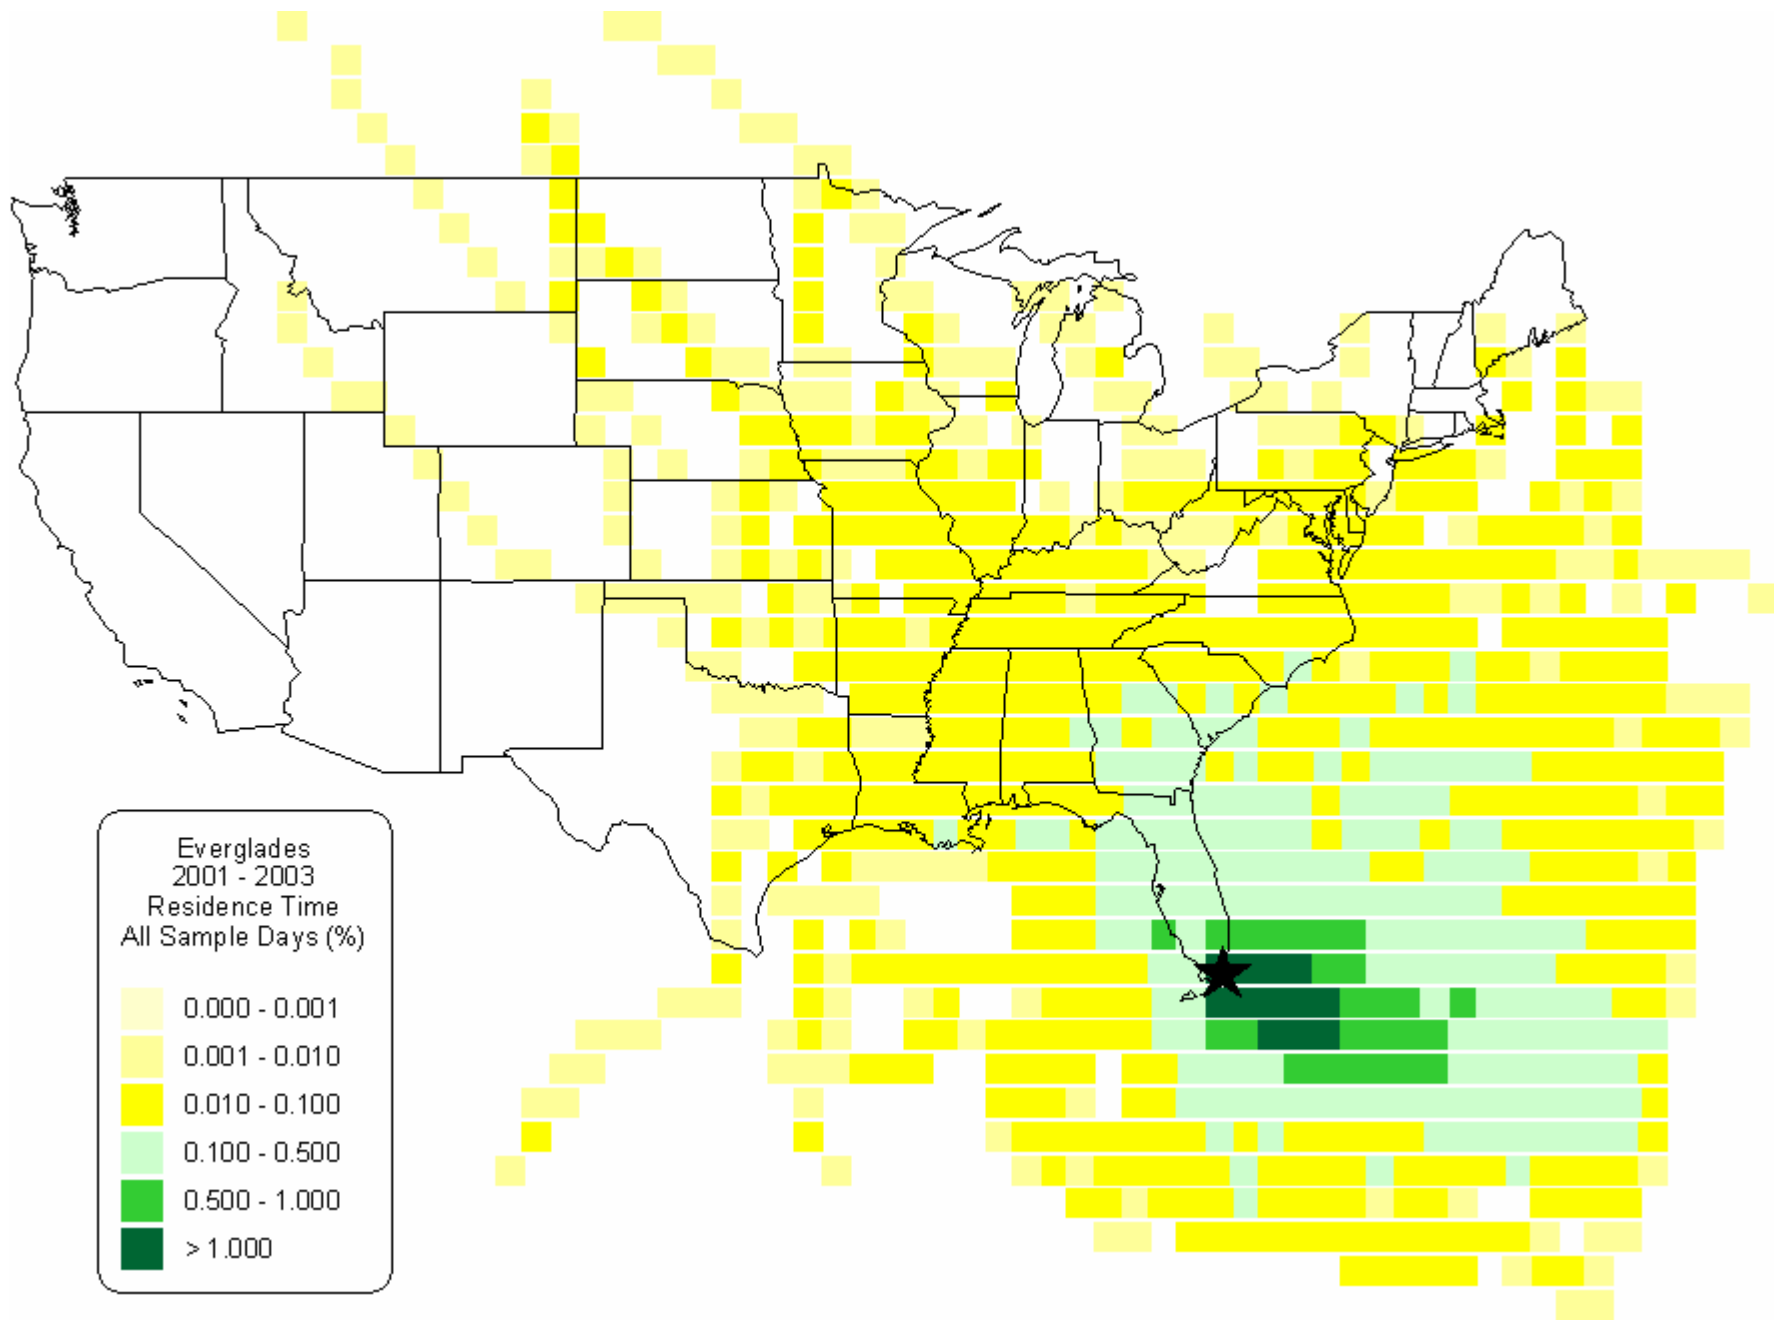 Everglades
2001 - 2003
Residence Time
All Sample Days (%)
0.000 - 0.001
0.001 - 0.010
0.010 - 0.100
0.100 - 0.500
0.500 - 1.000
> 1.000